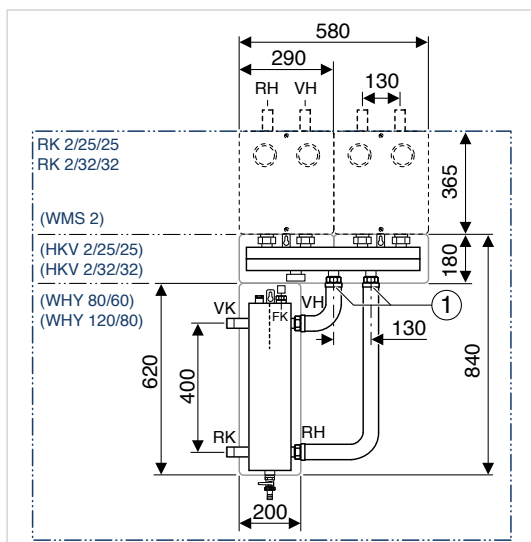 580
290
130
RH VH
RK 2/25/25
RK 2/32/32
365
(WMS 2)
(HKV 2/25/25)
(HKV 2/32/32)
180
(WHY 80/60)
(WHY 120/80)
VH
1
VK
FK
130
620
400
840
RK
RH
200